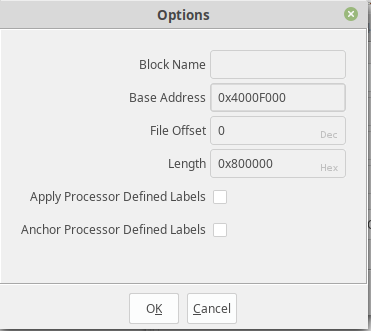 Options
Block Name
Base Address 0x4000F000
File Offset 0 Dec
Length 0x800000 Hex
Apply Processor Defined Labels
Anchor Processor Defined Labels
OK Cancel